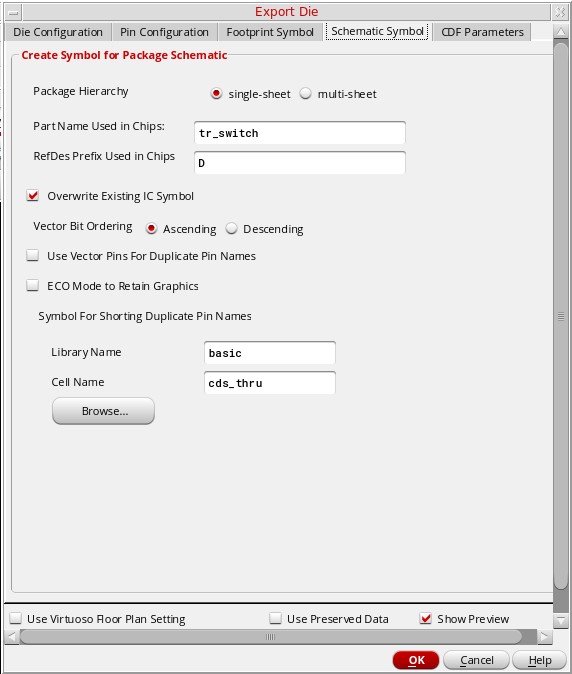 Export Die
Die Configuration Pin Configuration Footprint Symbol Schematic Symbol CDF Parameters
Create Symbol for Package Schematic
Package Hierarchy single-sheet multi-sheet
Part Name Used in Chips: tr_switch
RefDes Prefix Used in Chips D
Overwrite Existing IC Symbol
Vector Bit Ordering Ascending Descending
Use Vector Pins For Duplicate Pin Names
ECO Mode to Retain Graphics
Symbol For Shorting Duplicate Pin Names
Library Name basic
Cell Name cds_thru
Browse...
Use Virtuoso Floor Plan Setting Use Preserved Data Show Preview
OK Cancel Help